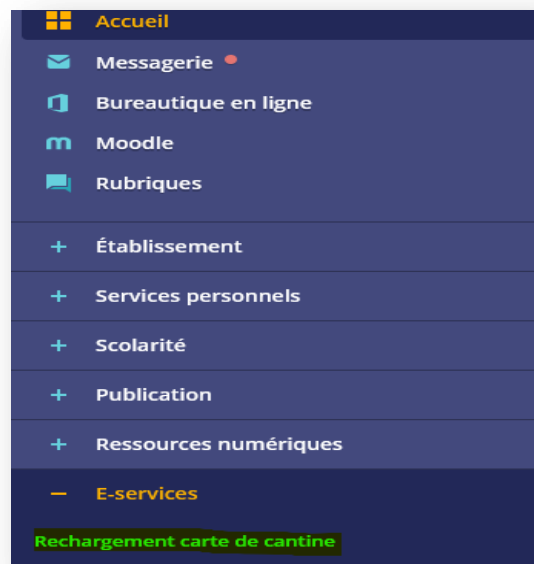 Accueil
Messagerie
Bureautique en ligne
Moodle
Rubriques
+ Établissement
+ Services personnels
+ Scolarité
+ Publication
+ Ressources numériques
− E-services
Rechargement carte de cantine